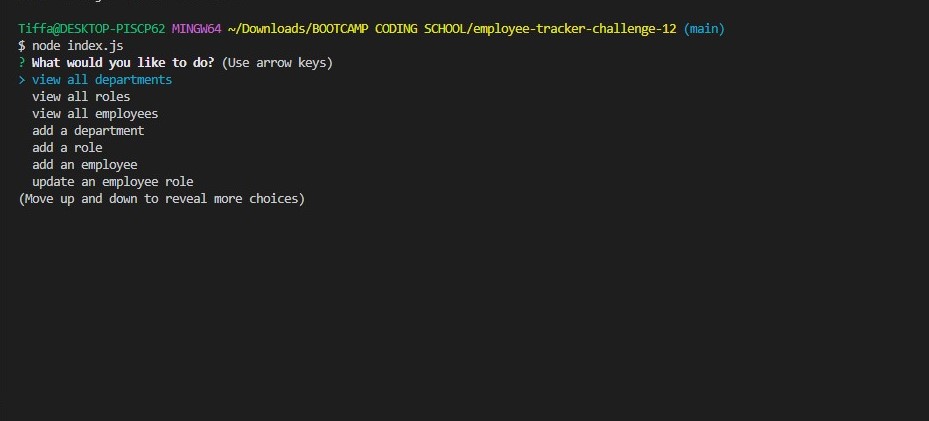 Tiffa@DESKTOP-PISCP62 MINGW64 ~/Downloads/BOOTCAMP CODING SCHOOL/employee-tracker-challenge-12 (main)
$ node index.js
? What would you like to do? (Use arrow keys)
> view all departments
view all roles
view all employees
add a department
add a role
add an employee
update an employee role
(Move up and down to reveal more choices)